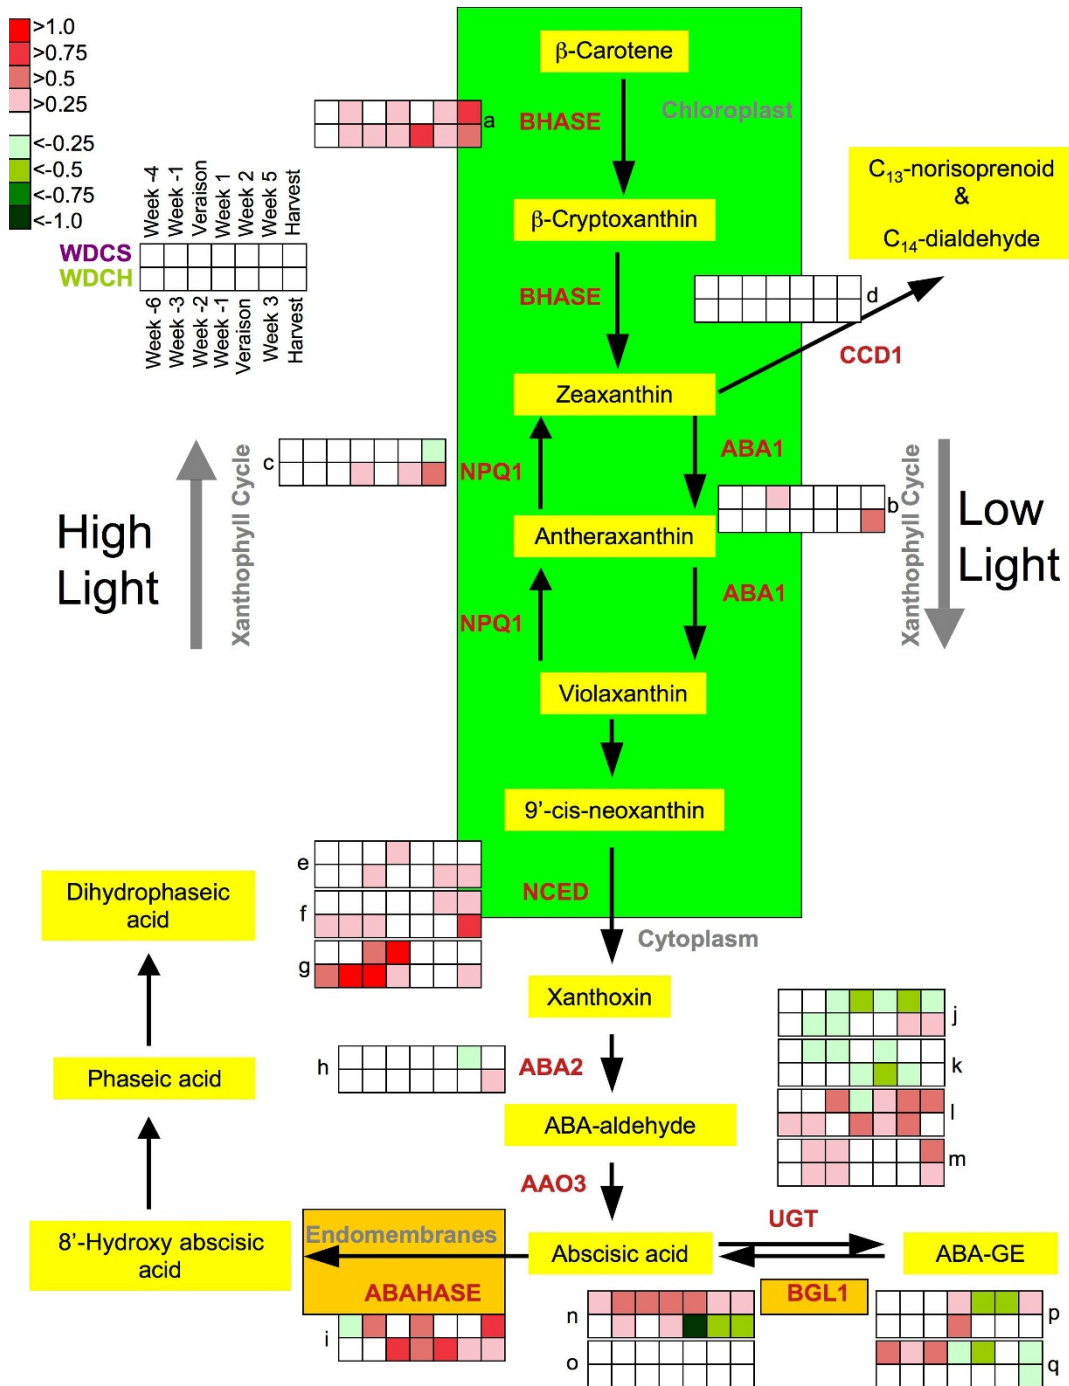 >1.0
>0.75
>0.5
>0.25
<-0.25
<-0.5
<-0.75
<-1.0
Week -4
Week -1
Veraison
Week 1
Week 2
Week 5
Harvest
WDCS
WDCH
Week -6
Week -3
Week -2
Week -1
Veraison
Week 3
Harvest
β-Carotene
Chloroplast
a
BHASE
C₁₃-norisoprenoid
&
C₁₄-dialdehyde
β-Cryptoxanthin
BHASE
d
CCD1
Zeaxanthin
c
NPQ1
ABA1
b
High
Light
Xanthophyll Cycle
Xanthophyll Cycle
Low
Light
Antheraxanthin
NPQ1
ABA1
Violaxanthin
9’-cis-neoxanthin
e
f
g
NCED
Cytoplasm
Dihydrophaseic
acid
Xanthoxin
j
k
l
m
h
ABA2
Phaseic acid
ABA-aldehyde
AAO3
UGT
8’-Hydroxy abscisic
acid
Endomembranes
ABAHASE
Abscisic acid
ABA-GE
BGL1
i
n
o
p
q